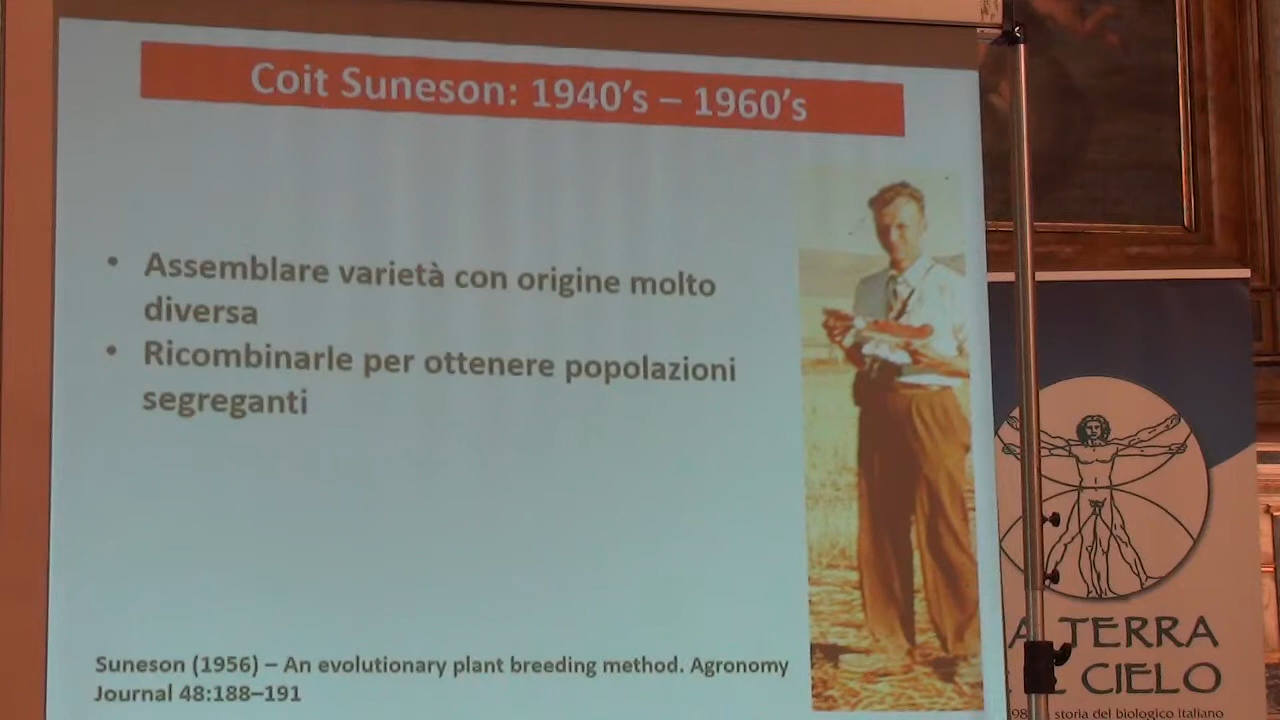 Coit Suneson: 1940's – 1960's
• Assemblare varietà con origine molto
diversa
• Ricombinarle per ottenere popolazioni
segreganti
Suneson (1956) – An evolutionary plant breeding method. Agronomy
Journal 48:188–191
TERRA
CIELO
storia del biologico italiano